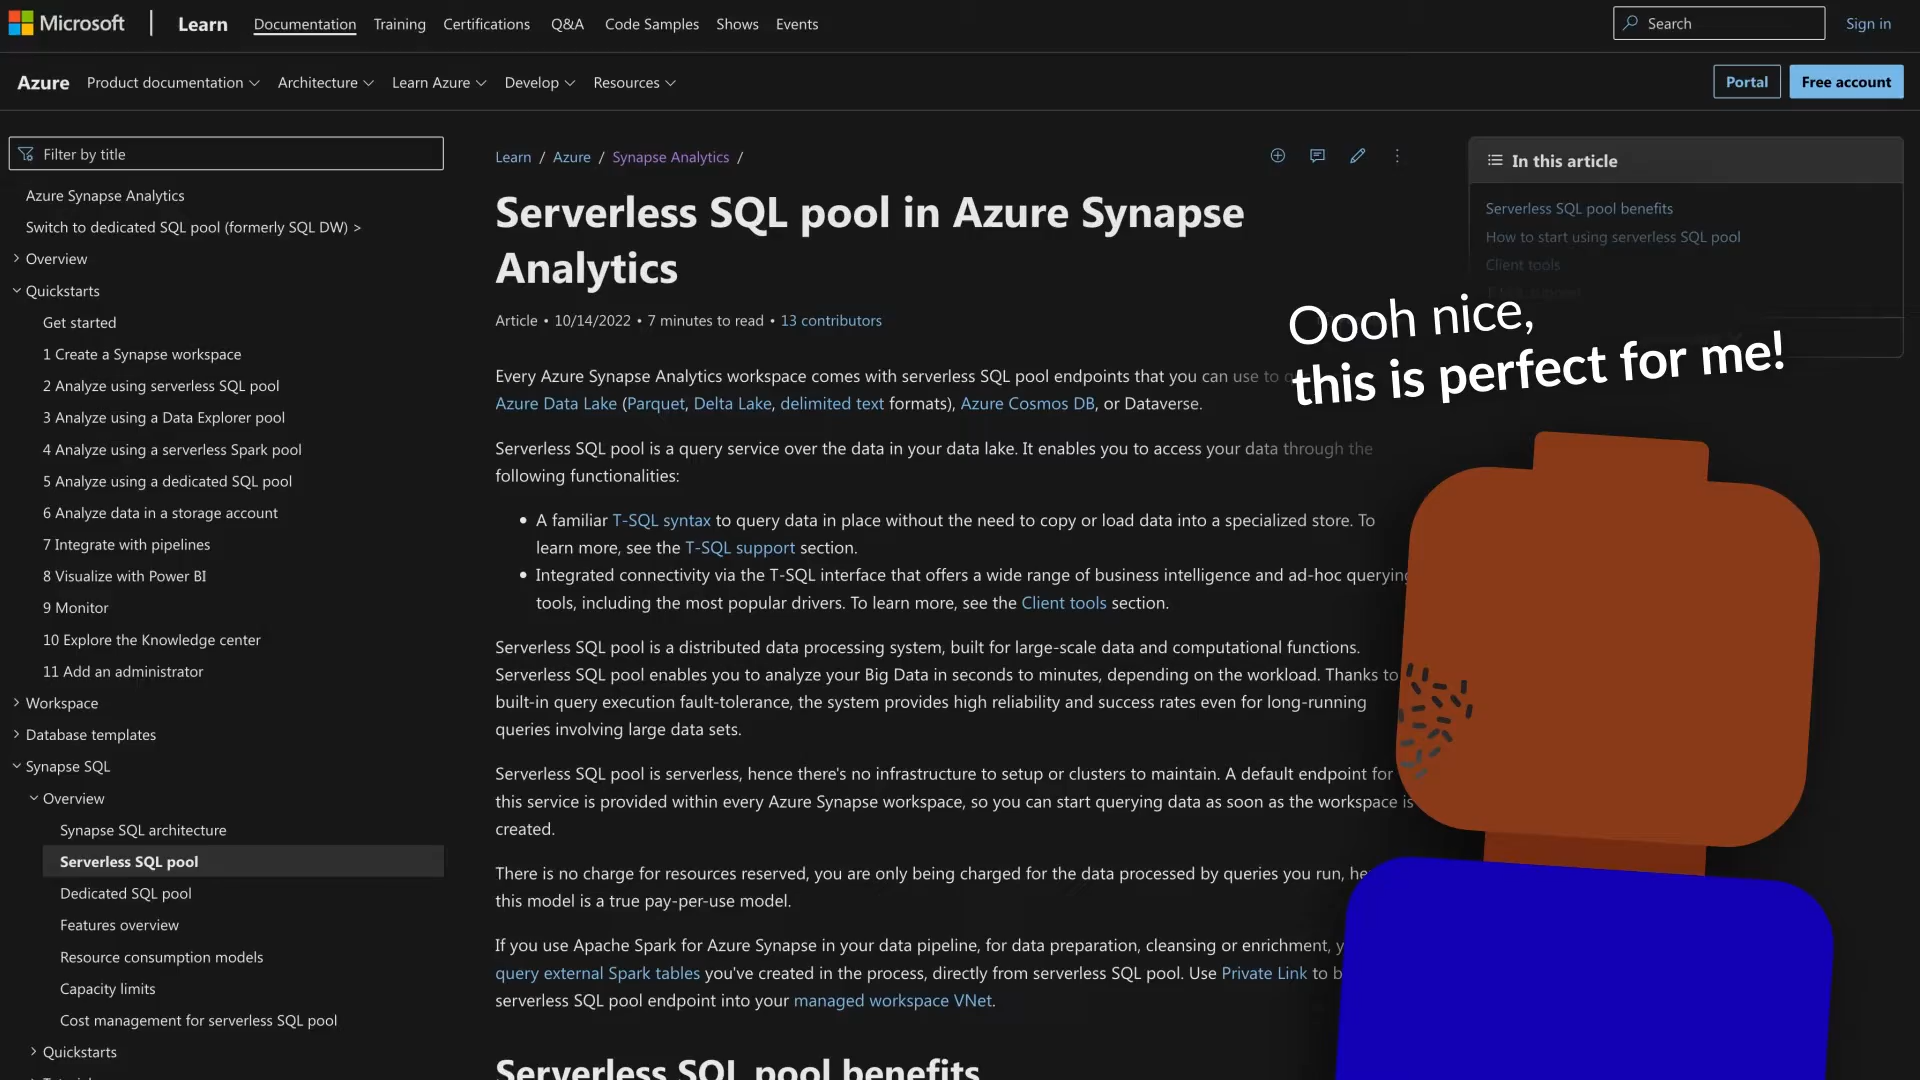 Microsoft
Learn
Documentation
Training
Certifications
Q&A
Code Samples
Shows
Events
Search
Sign in
Azure
Product documentation
Architecture
Learn Azure
Develop
Resources
Portal
Free account
Filter by title
Azure Synapse Analytics
Switch to dedicated SQL pool (formerly SQL DW) >
Overview
Quickstarts
Get started
1 Create a Synapse workspace
2 Analyze using serverless SQL pool
3 Analyze using a Data Explorer pool
4 Analyze using a serverless Spark pool
5 Analyze using a dedicated SQL pool
6 Analyze data in a storage account
7 Integrate with pipelines
8 Visualize with Power BI
9 Monitor
10 Explore the Knowledge center
11 Add an administrator
Workspace
Database templates
Synapse SQL
Overview
Synapse SQL architecture
Serverless SQL pool
Dedicated SQL pool
Features overview
Resource consumption models
Capacity limits
Cost management for serverless SQL pool
Quickstarts
Learn / Azure / Synapse Analytics /
Serverless SQL pool in Azure Synapse
Analytics
Article • 10/14/2022 • 7 minutes to read • 13 contributors
Every Azure Synapse Analytics workspace comes with serverless SQL pool endpoints that you can use to
Azure Data Lake (Parquet, Delta Lake, delimited text formats), Azure Cosmos DB, or Dataverse.
Serverless SQL pool is a query service over the data in your data lake. It enables you to access your data through the
following functionalities:
• A familiar T-SQL syntax to query data in place without the need to copy or load data into a specialized store. To
learn more, see the T-SQL support section.
• Integrated connectivity via the T-SQL interface that offers a wide range of business intelligence and ad-hoc querying
tools, including the most popular drivers. To learn more, see the Client tools section.
Serverless SQL pool is a distributed data processing system, built for large-scale data and computational functions.
Serverless SQL pool enables you to analyze your Big Data in seconds to minutes, depending on the workload. Thanks to
built-in query execution fault-tolerance, the system provides high reliability and success rates even for long-running
queries involving large data sets.
Serverless SQL pool is serverless, hence there's no infrastructure to setup or clusters to maintain. A default endpoint for
this service is provided within every Azure Synapse workspace, so you can start querying data as soon as the workspace is
created.
There is no charge for resources reserved, you are only being charged for the data processed by queries you run,
this model is a true pay-per-use model.
If you use Apache Spark for Azure Synapse in your data pipeline, for data preparation, cleansing or enrichment,
query external Spark tables you've created in the process, directly from serverless SQL pool. Use Private Link to
serverless SQL pool endpoint into your managed workspace VNet.
Serverless SQL pool benefits
In this article
Serverless SQL pool benefits
How to start using serverless SQL pool
Client tools
Oooh nice,
this is perfect for me!